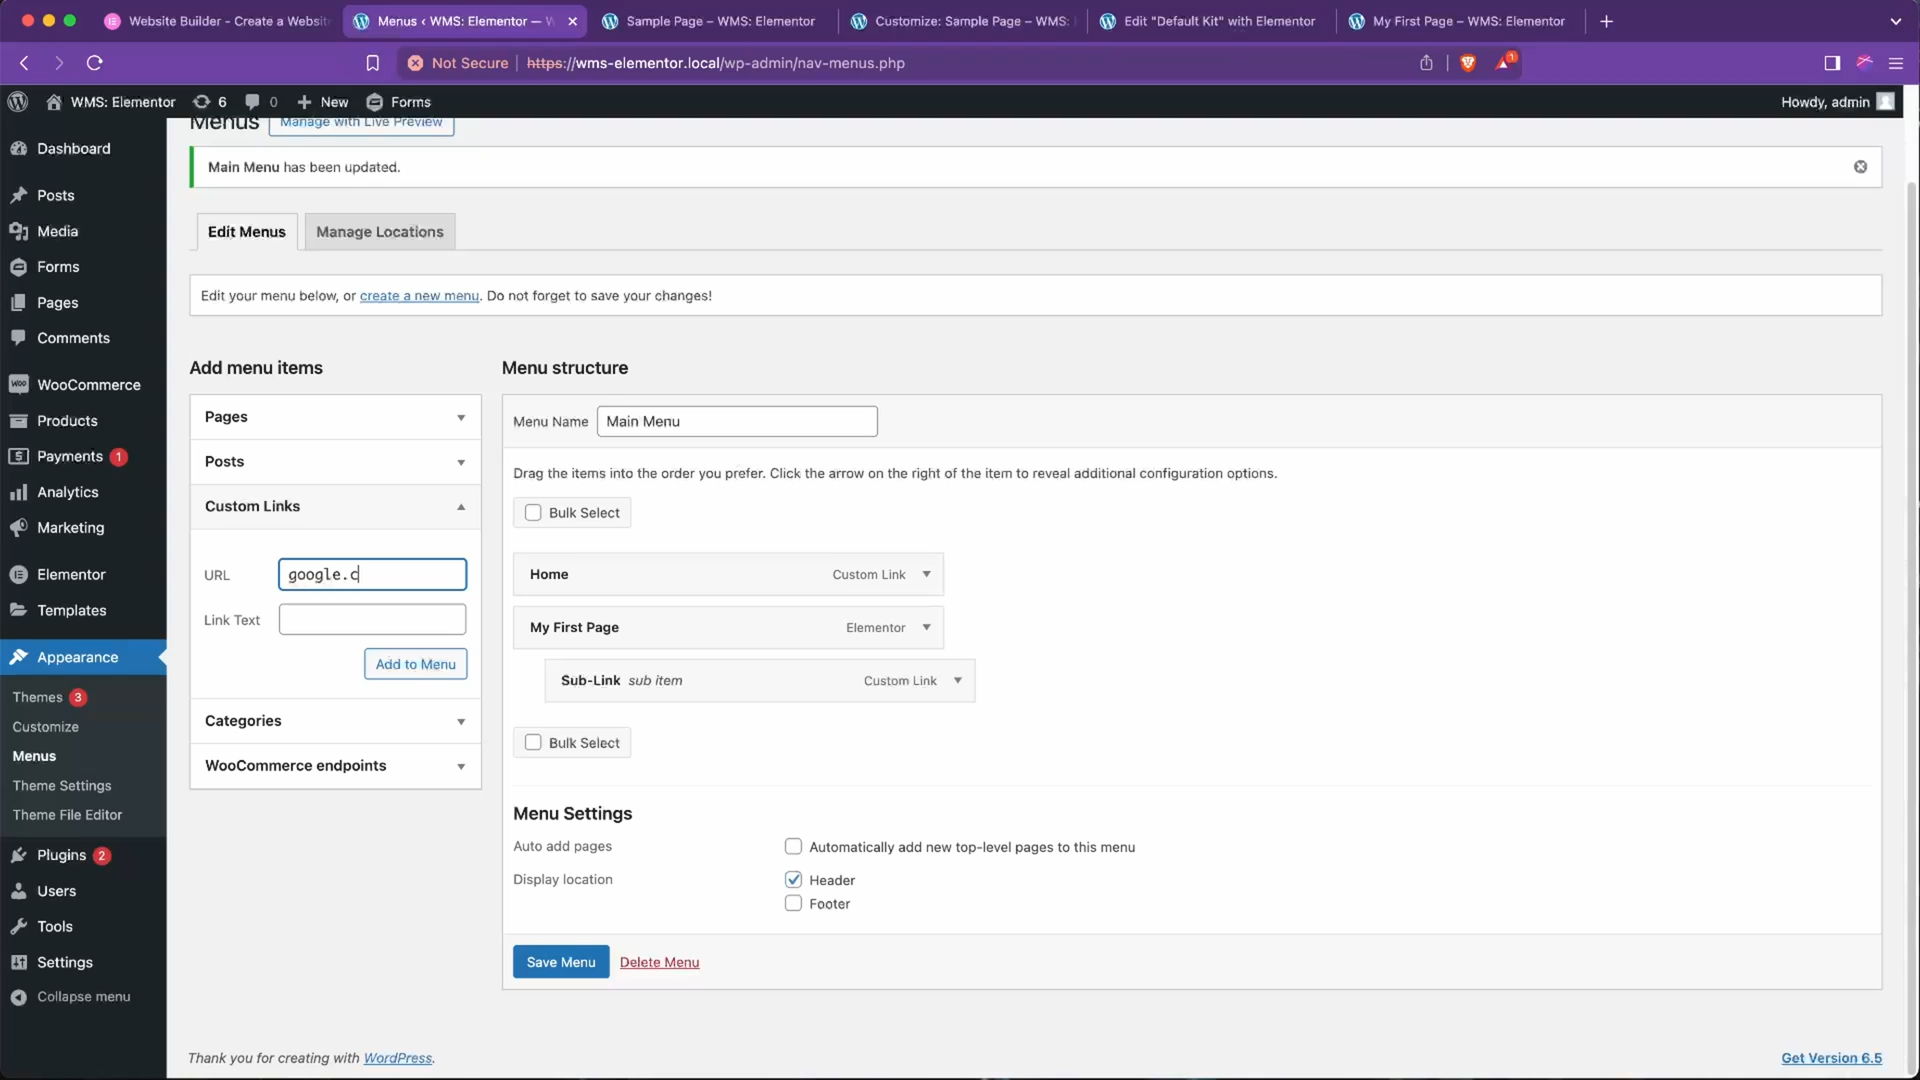 Website Builder - Create a Websit
Menus ‹ WMS: Elementor — W
Sample Page – WMS: Elementor
Customize: Sample Page – WMS:
Edit "Default Kit" with Elementor
My First Page – WMS: Elementor
Not Secure
https://wms-elementor.local/wp-admin/nav-menus.php
1
WMS: Elementor
6
0
New
Forms
Howdy, admin
Menus
Manage with Live Preview
Main Menu has been updated.
Edit Menus
Manage Locations
Edit your menu below, or create a new menu. Do not forget to save your changes!
Dashboard
Posts
Media
Forms
Pages
Comments
Woo
WooCommerce
Products
Payments 1
Analytics
Marketing
Elementor
Templates
Appearance
Themes 3
Customize
Menus
Theme Settings
Theme File Editor
Plugins 2
Users
Tools
Settings
Collapse menu
Add menu items
Pages
Posts
Custom Links
URL
google.c
Link Text
Add to Menu
Categories
WooCommerce endpoints
Menu structure
Menu Name
Main Menu
Drag the items into the order you prefer. Click the arrow on the right of the item to reveal additional configuration options.
Bulk Select
Home
Custom Link
My First Page
Elementor
Sub-Link sub item
Custom Link
Bulk Select
Menu Settings
Auto add pages
Automatically add new top-level pages to this menu
Display location
Header
Footer
Save Menu
Delete Menu
Thank you for creating with WordPress.
Get Version 6.5